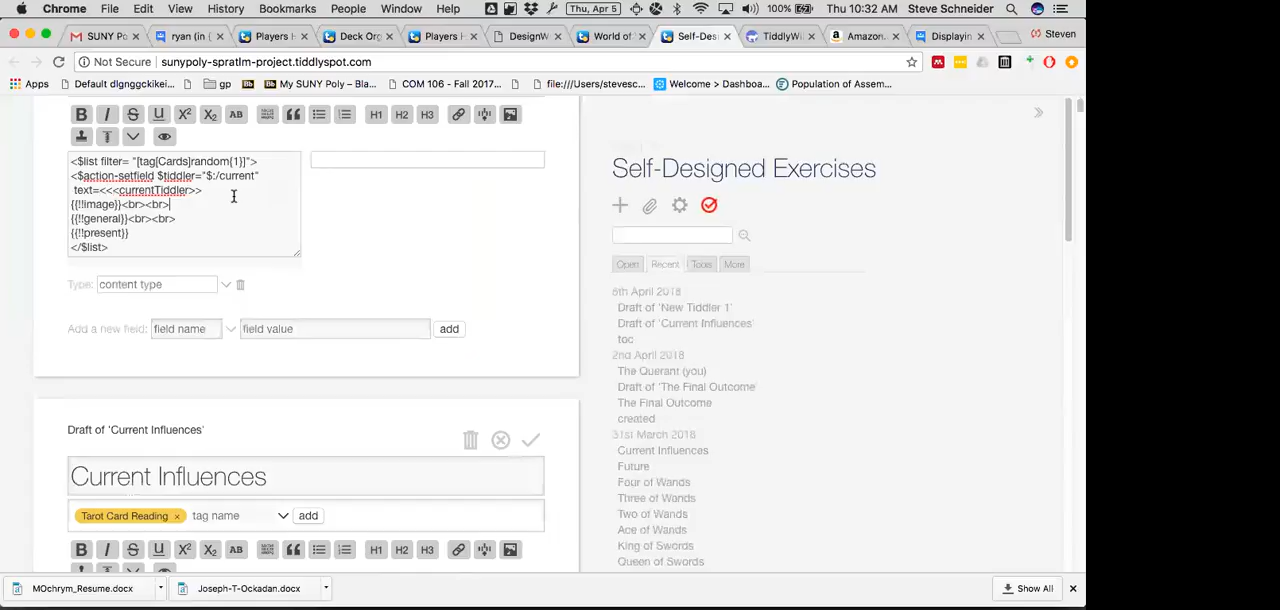 Chrome File Edit View History Bookmarks People Window Help Thu, Apr 5 100% Thu 10:32 AM Steve Schneider
SUNY Po ryan (in ( Players H Deck Org Players H DesignW World of Self-Des TiddlyWi Amazon. Displayin Steven
Not Secure sunypoly-spratlm-project.tiddlyspot.com
Apps Default dlgnggckikei... gp My SUNY Poly – Bla... COM 106 - Fall 2017... file:///Users/stevesc... Welcome > Dashboa... Population of Assem...
B I S U X² X₂ AB H1 H2 H3
<$list filter= "[tag[Cards]random{1}]">
<$action-setfield $tiddler="$:/current"
text=<<<currentTiddler>>
{{!!image}}<br><br>
{{!!general}}<br><br>
{{!!present}}
</$list>
Type: content type
Add a new field: field name field value add
Draft of 'Current Influences'
Current Influences
Tarot Card Reading × tag name add
B I S U X² X₂ AB H1 H2 H3
Self-Designed Exercises
Open Recent Tools More
6th April 2018
Draft of 'New Tiddler 1'
Draft of 'Current Influences'
toc
2nd April 2018
The Querant (you)
Draft of 'The Final Outcome'
The Final Outcome
created
31st March 2018
Current Influences
Future
Four of Wands
Three of Wands
Two of Wands
Ace of Wands
King of Swords
Queen of Swords
MOchrym_Resume.docx Joseph-T-Ockadan.docx Show All